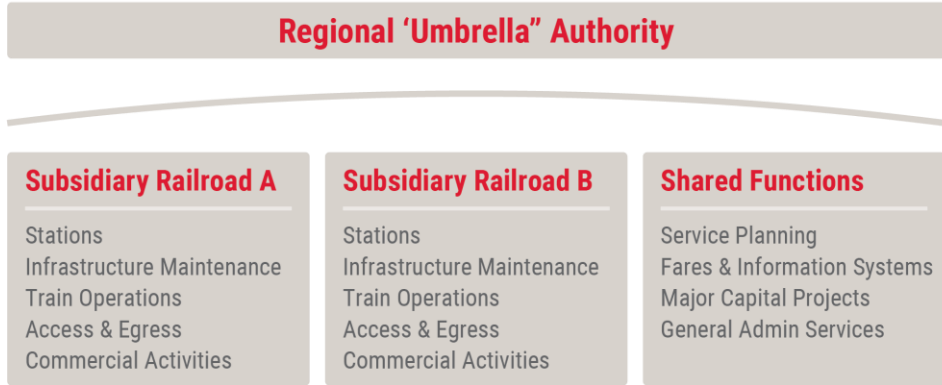 Regional ‘Umbrella” Authority
Subsidiary Railroad A
Stations
Infrastructure Maintenance
Train Operations
Access & Egress
Commercial Activities
Subsidiary Railroad B
Stations
Infrastructure Maintenance
Train Operations
Access & Egress
Commercial Activities
Shared Functions
Service Planning
Fares & Information Systems
Major Capital Projects
General Admin Services